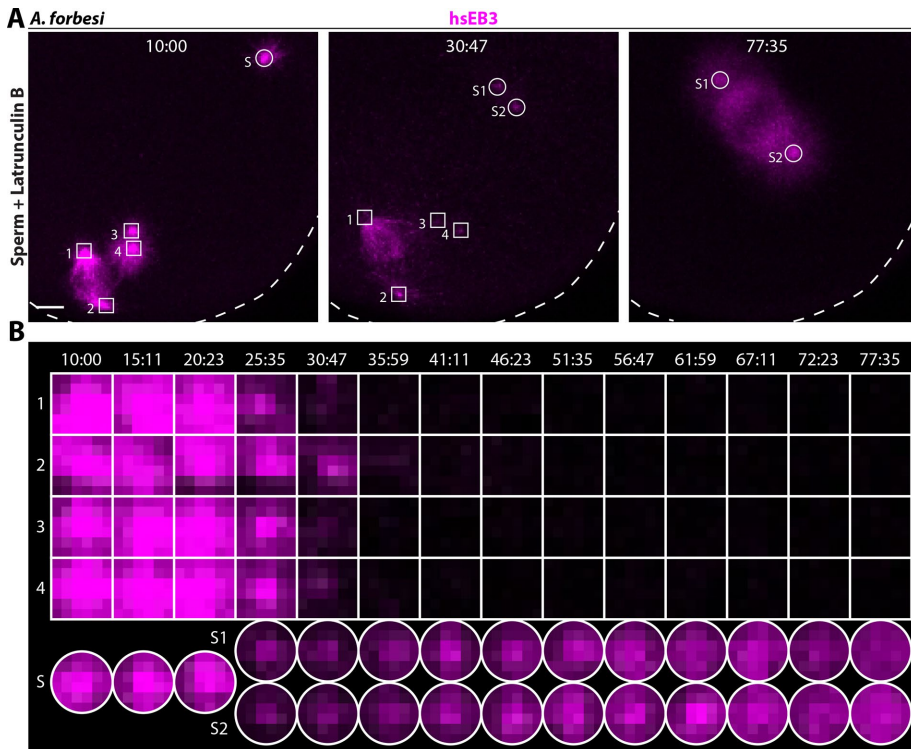 A A. forbesi hsEB3
Sperm + Latrunculin B
10:00 30:47 77:35
S S1 S1
S2 S2
3 1 3
1 4 4
2 2
B
10:00 15:11 20:23 25:35 30:47 35:59 41:11 46:23 51:35 56:47 61:59 67:11 72:23 77:35
1
2
3
4
S1
S
S2